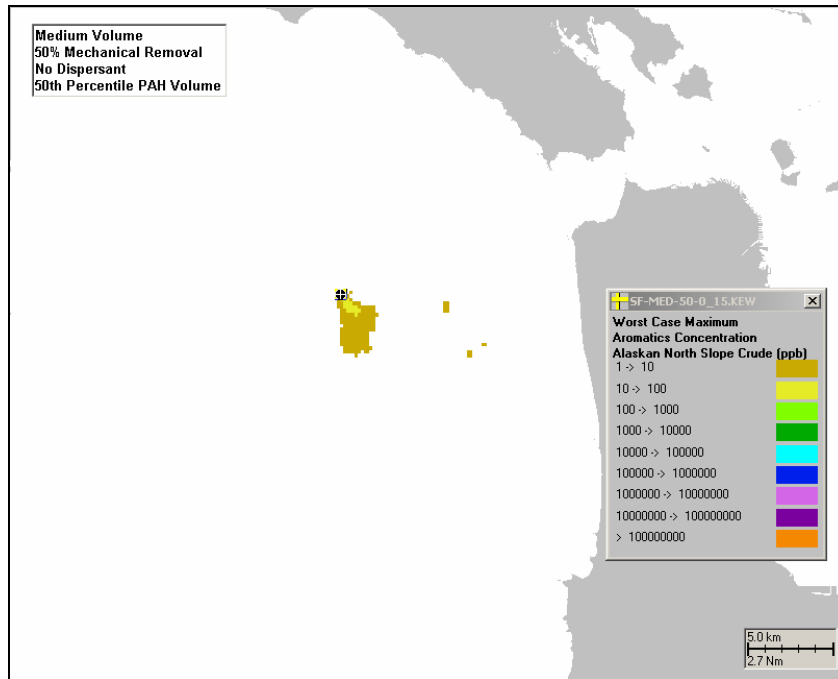 Medium Volume
50% Mechanical Removal
No Dispersant
50th Percentile PAH Volume
SF-MED-50-0_15.KEW
Worst Case Maximum
Aromatics Concentration
Alaskan North Slope Crude (ppb)
1 -> 10
10 -> 100
100 -> 1000
1000 -> 10000
10000 -> 100000
100000 -> 1000000
1000000 -> 10000000
10000000 -> 100000000
> 100000000
5.0 km
2.7 Nm